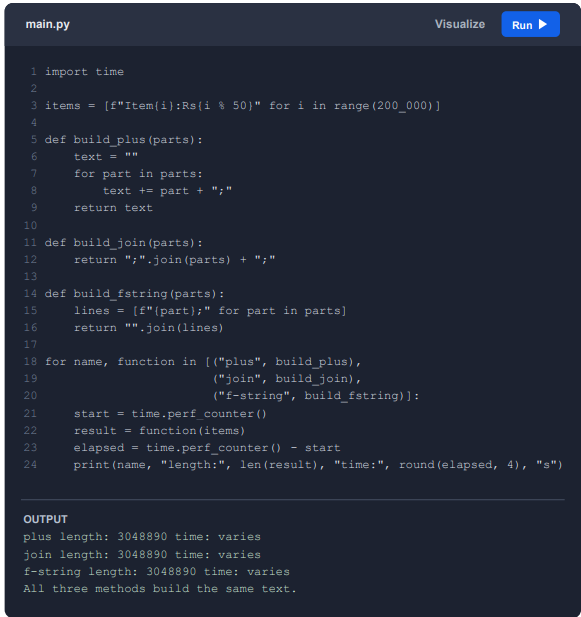 main.py
Visualize
Run ▶
1 import time
2
3 items = [f"Item{i}:Rs{i % 50}" for i in range(200_000)]
4
5 def build_plus(parts):
6     text = ""
7     for part in parts:
8         text += part + ";"
9     return text
10
11 def build_join(parts):
12     return ";".join(parts) + ";"
13
14 def build_fstring(parts):
15     lines = [f"{part};" for part in parts]
16     return "".join(lines)
17
18 for name, function in [("plus", build_plus),
19                        ("join", build_join),
20                        ("f-string", build_fstring)]:
21     start = time.perf_counter()
22     result = function(items)
23     elapsed = time.perf_counter() - start
24     print(name, "length:", len(result), "time:", round(elapsed, 4), "s")
OUTPUT
plus length: 3048890 time: varies
join length: 3048890 time: varies
f-string length: 3048890 time: varies
All three methods build the same text.